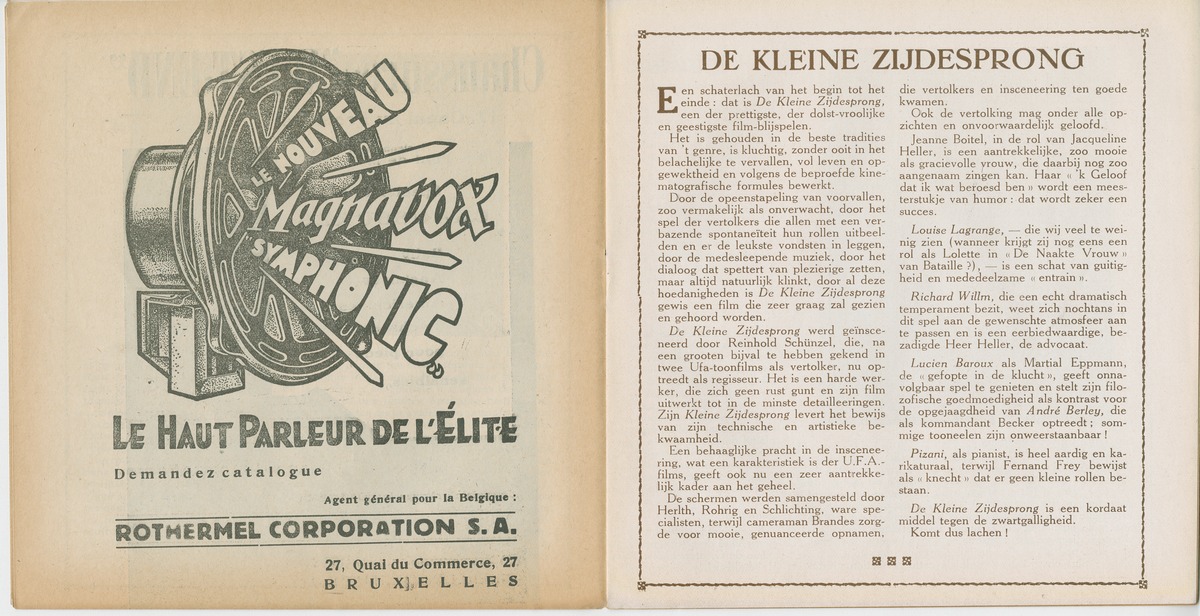 LE NOUVEAU
Magnavox
SYMPHONIC
LE HAUT PARLEUR DE L'ÉLITE
Demandez catalogue
Agent général pour la Belgique :
ROTHERMEL CORPORATION S. A.
27, Quai du Commerce, 27
BRUXELLES
DE KLEINE ZIJDESPRONG
Een schaterlach van het begin tot het
einde : dat is De Kleine Zijdesprong,
een der prettigste, der dolst-vroolijke
en geestigste film-blijspelen.
Het is gehouden in de beste tradities
van 't genre, is kluchtig, zonder ooit in het
belachelijke te vervallen, vol leven en op-
gewektheid en volgens de beproefde kine-
matografische formules bewerkt.
Door de opeenstapeling van voorvallen,
zoo vermakelijk als onverwacht, door het
spel der vertolkers die allen met een ver-
bazende spontaneïteit hun rollen uitbeel-
den en er de leukste vondsten in leggen,
door de medesleepende muziek, door het
dialoog dat spettert van plezierige zetten,
maar altijd natuurlijk klinkt, door al deze
hoedanigheden is De Kleine Zijdesprong
gewis een film die zeer graag zal gezien
en gehoord worden.
De Kleine Zijdesprong werd geïnsce-
neerd door Reinhold Schünzel, die, na
een grooten bijval te hebben gekend in
twee Ufa-toonfilms als vertolker, nu op-
treedt als regisseur. Het is een harde wer-
ker, die zich geen rust gunt en zijn film
uitwerkt tot in de minste detailleeringen.
Zijn Kleine Zijdesprong levert het bewijs
van zijn technische en artistieke be-
kwaamheid.
Een behaaglijke pracht in de insceenee-
ring, wat een karakteristiek is der U.F.A.-
films, geeft ook nu een zeer aantrekke-
lijk kader aan het geheel.
De schermen werden samengesteld door
Herlth, Rohrig en Schlichting, ware spe-
cialisten, terwijl cameraman Brandes zorg-
de voor mooie, genuanceerde opnamen,
die vertolkers en insceneering ten goede
kwamen.
Ook de vertolking mag onder alle op-
zichten en onvoorwaardelijk geloofd.
Jeanne Boitel, in de rol van Jacqueline
Heller, is een aantrekkelijke, zoo mooie
als gracievolle vrouw, die daarbij nog zoo
aangenaam zingen kan. Haar « 'k Geloof
dat ik wat beroesd ben » wordt een mees-
terstukje van humor : dat wordt zeker een
succes.
Louise Lagrange, — die wij veel te wei-
nig zien (wanneer krijgt zij nog eens een
rol als Lolette in « De Naakte Vrouw »
van Bataille ?), — is een schat van guitig-
heid en mededeelzame « entrain ».
Richard Willm, die een echt dramatisch
temperament bezit, weet zich nochtans in
dit spel aan de gewenschte atmosfeer aan
te passen en is een eerbiedwaardige, be-
zadigde Heer Heller, de advocaat.
Lucien Baroux als Martial Eppmann,
de « gefopte in de klucht », geeft onna-
volgbaar spel te genieten en stelt zijn filo-
zofische goedmoedigheid als kontrast voor
de opgejaagdheid van André Berley, die
als kommandant Becker optreedt ; som-
mige tooneelen zijn onweerstaanbaar !
Pizani, als pianist, is heel aardig en ka-
rikaturaal, terwijl Fernand Frey bewijst
als « knecht » dat er geen kleine rollen be-
staan.
De Kleine Zijdesprong is een kordaat
middel tegen de zwartgalligheid.
Komt dus lachen !